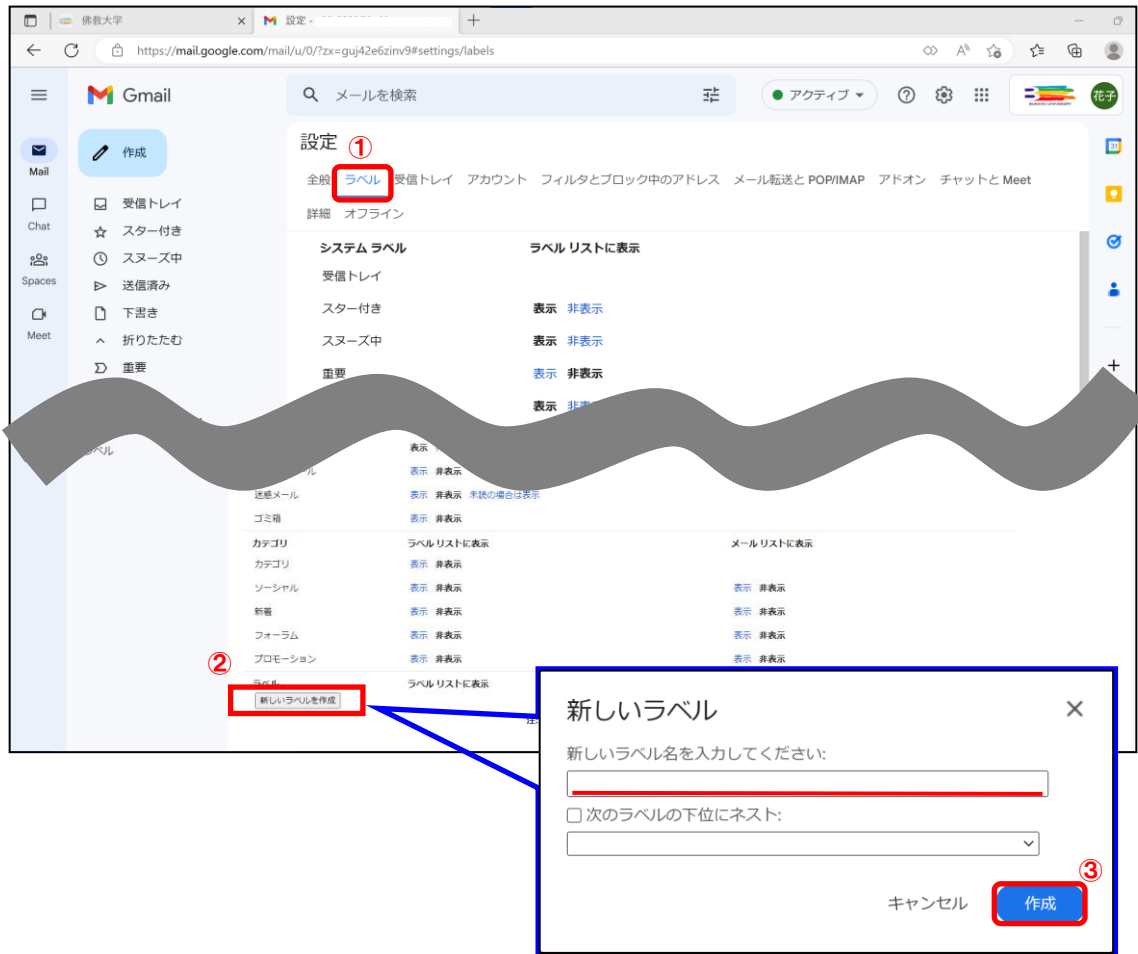 佛教大学
設定 -
https://mail.google.com/mail/u/0/?zx=guj42e6zinv9#settings/labels
Gmail
メールを検索
アクティブ
花子
31
Mail
Chat
Spaces
Meet
作成
受信トレイ
スター付き
スヌーズ中
送信済み
下書き
折りたたむ
重要
設定
①
全般 ラベル 受信トレイ アカウント フィルタとブロック中のアドレス メール転送と POP/IMAP アドオン チャットと Meet
詳細 オフライン
システム ラベル ラベル リストに表示
受信トレイ
スター付き 表示 非表示
スヌーズ中 表示 非表示
重要 表示 非表示
表示 非表示
表示
表示 非表示
迷惑メール 表示 非表示 未読の場合は表示
ゴミ箱 表示 非表示
カテゴリ ラベル リストに表示 メール リストに表示
カテゴリ 表示 非表示
ソーシャル 表示 非表示 表示 非表示
新着 表示 非表示 表示 非表示
フォーラム 表示 非表示 表示 非表示
プロモーション 表示 非表示 表示 非表示
②
ラベル ラベル リストに表示
新しいラベルを作成
新しいラベル
新しいラベル名を入力してください:
次のラベルの下位にネスト:
③
キャンセル 作成